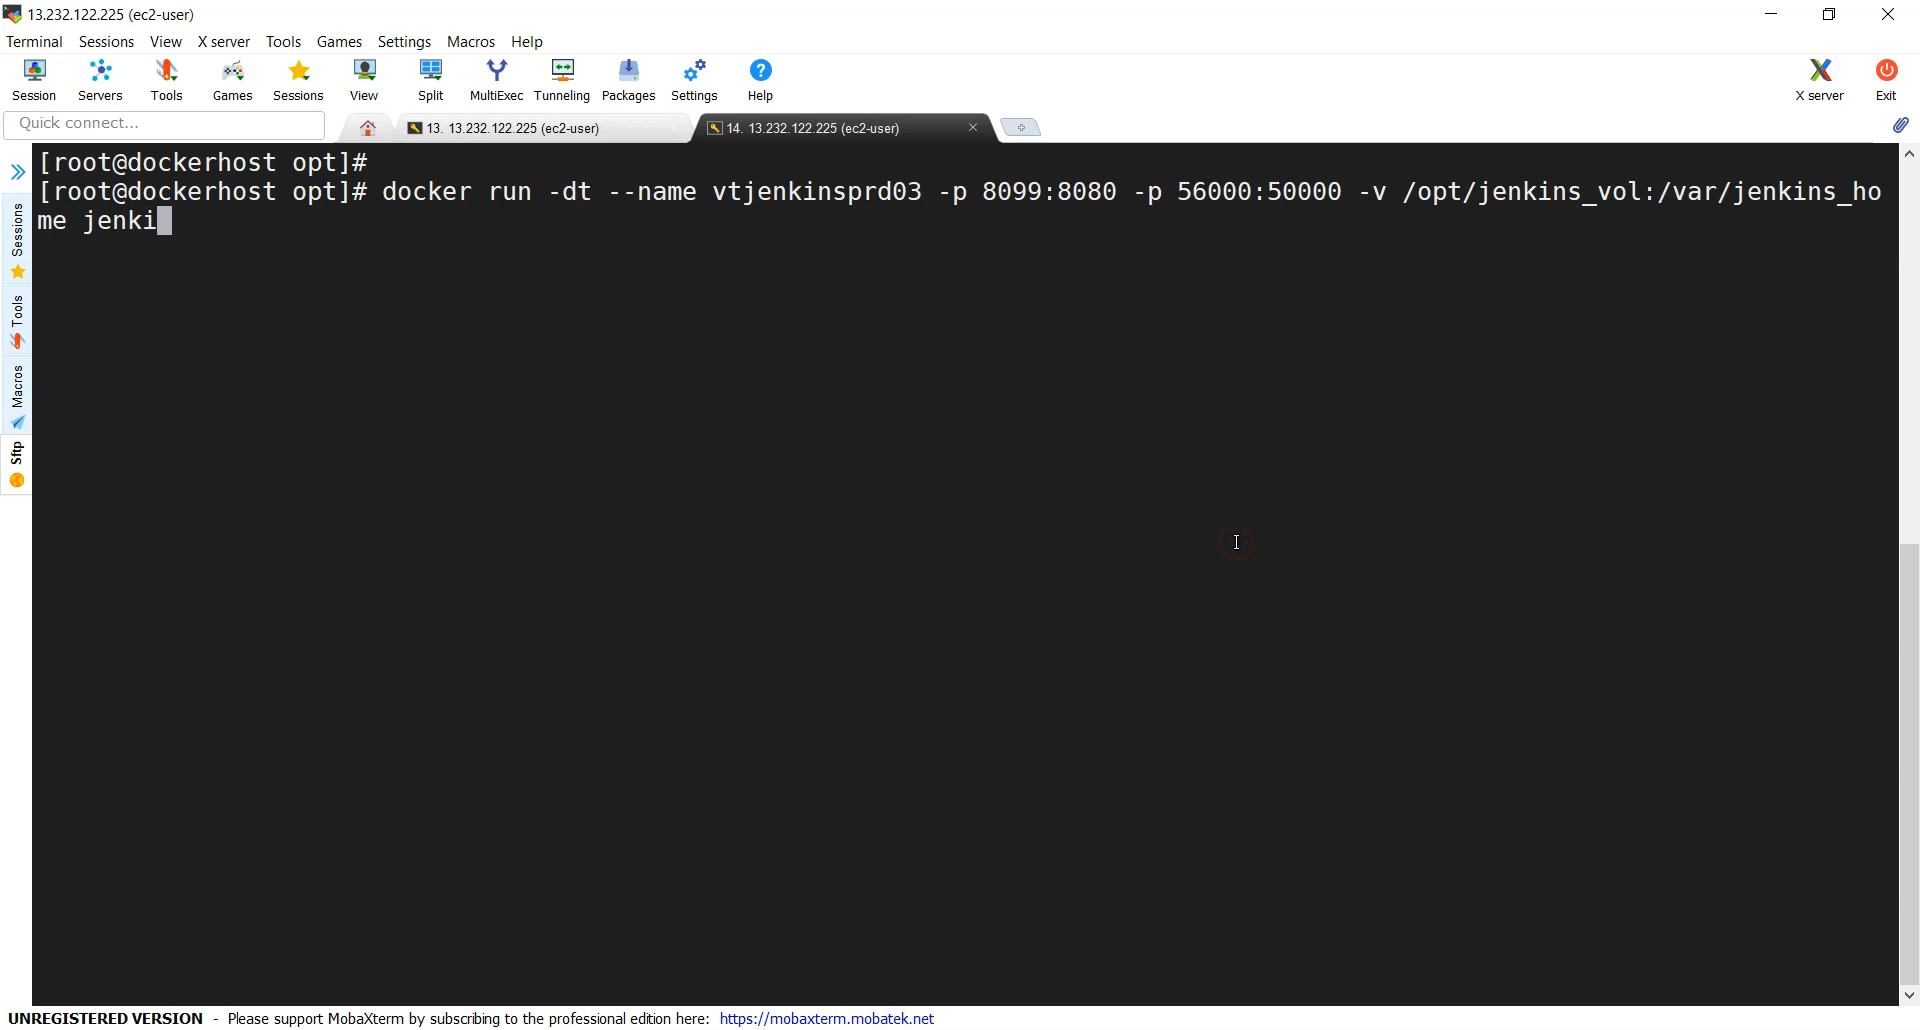 13.232.122.225 (ec2-user)
Terminal Sessions View X server Tools Games Settings Macros Help
Session Servers Tools Games Sessions View Split MultiExec Tunneling Packages Settings Help X server Exit
Quick connect... 13. 13.232.122.225 (ec2-user) 14. 13.232.122.225 (ec2-user)
[root@dockerhost opt]#
[root@dockerhost opt]# docker run -dt --name vtjenkinsprd03 -p 8099:8080 -p 56000:50000 -v /opt/jenkins_vol:/var/jenkins_ho
me jenki
Sessions
Tools
Macros
Sftp
UNREGISTERED VERSION - Please support MobaXterm by subscribing to the professional edition here: https://mobaxterm.mobatek.net